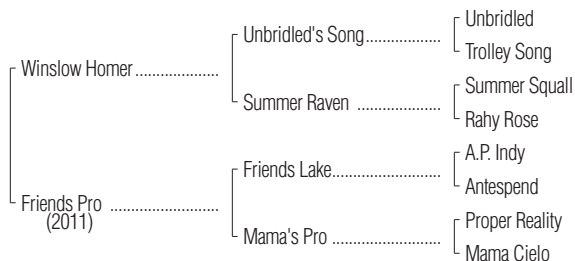 Unbridled
Unbridled's Song....................
Trolley Song
Winslow Homer......................
Summer Squall
Summer Raven .....................
Rahy Rose
A.P. Indy
Friends Lake...........................
Antespend
Friends Pro ............................
(2011)
Proper Reality
Mama's Pro ...........................
Mama Cielo